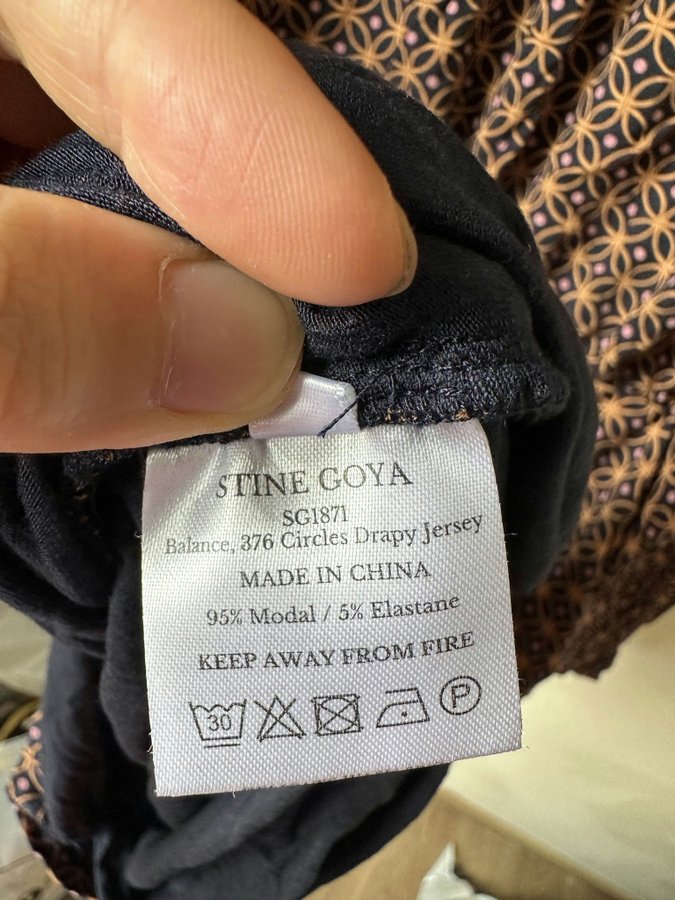 STINE GOYA
SG1871
Balance, 376 Circles Drapy Jersey
MADE IN CHINA
95% Modal / 5% Elastane
KEEP AWAY FROM FIRE
30 P